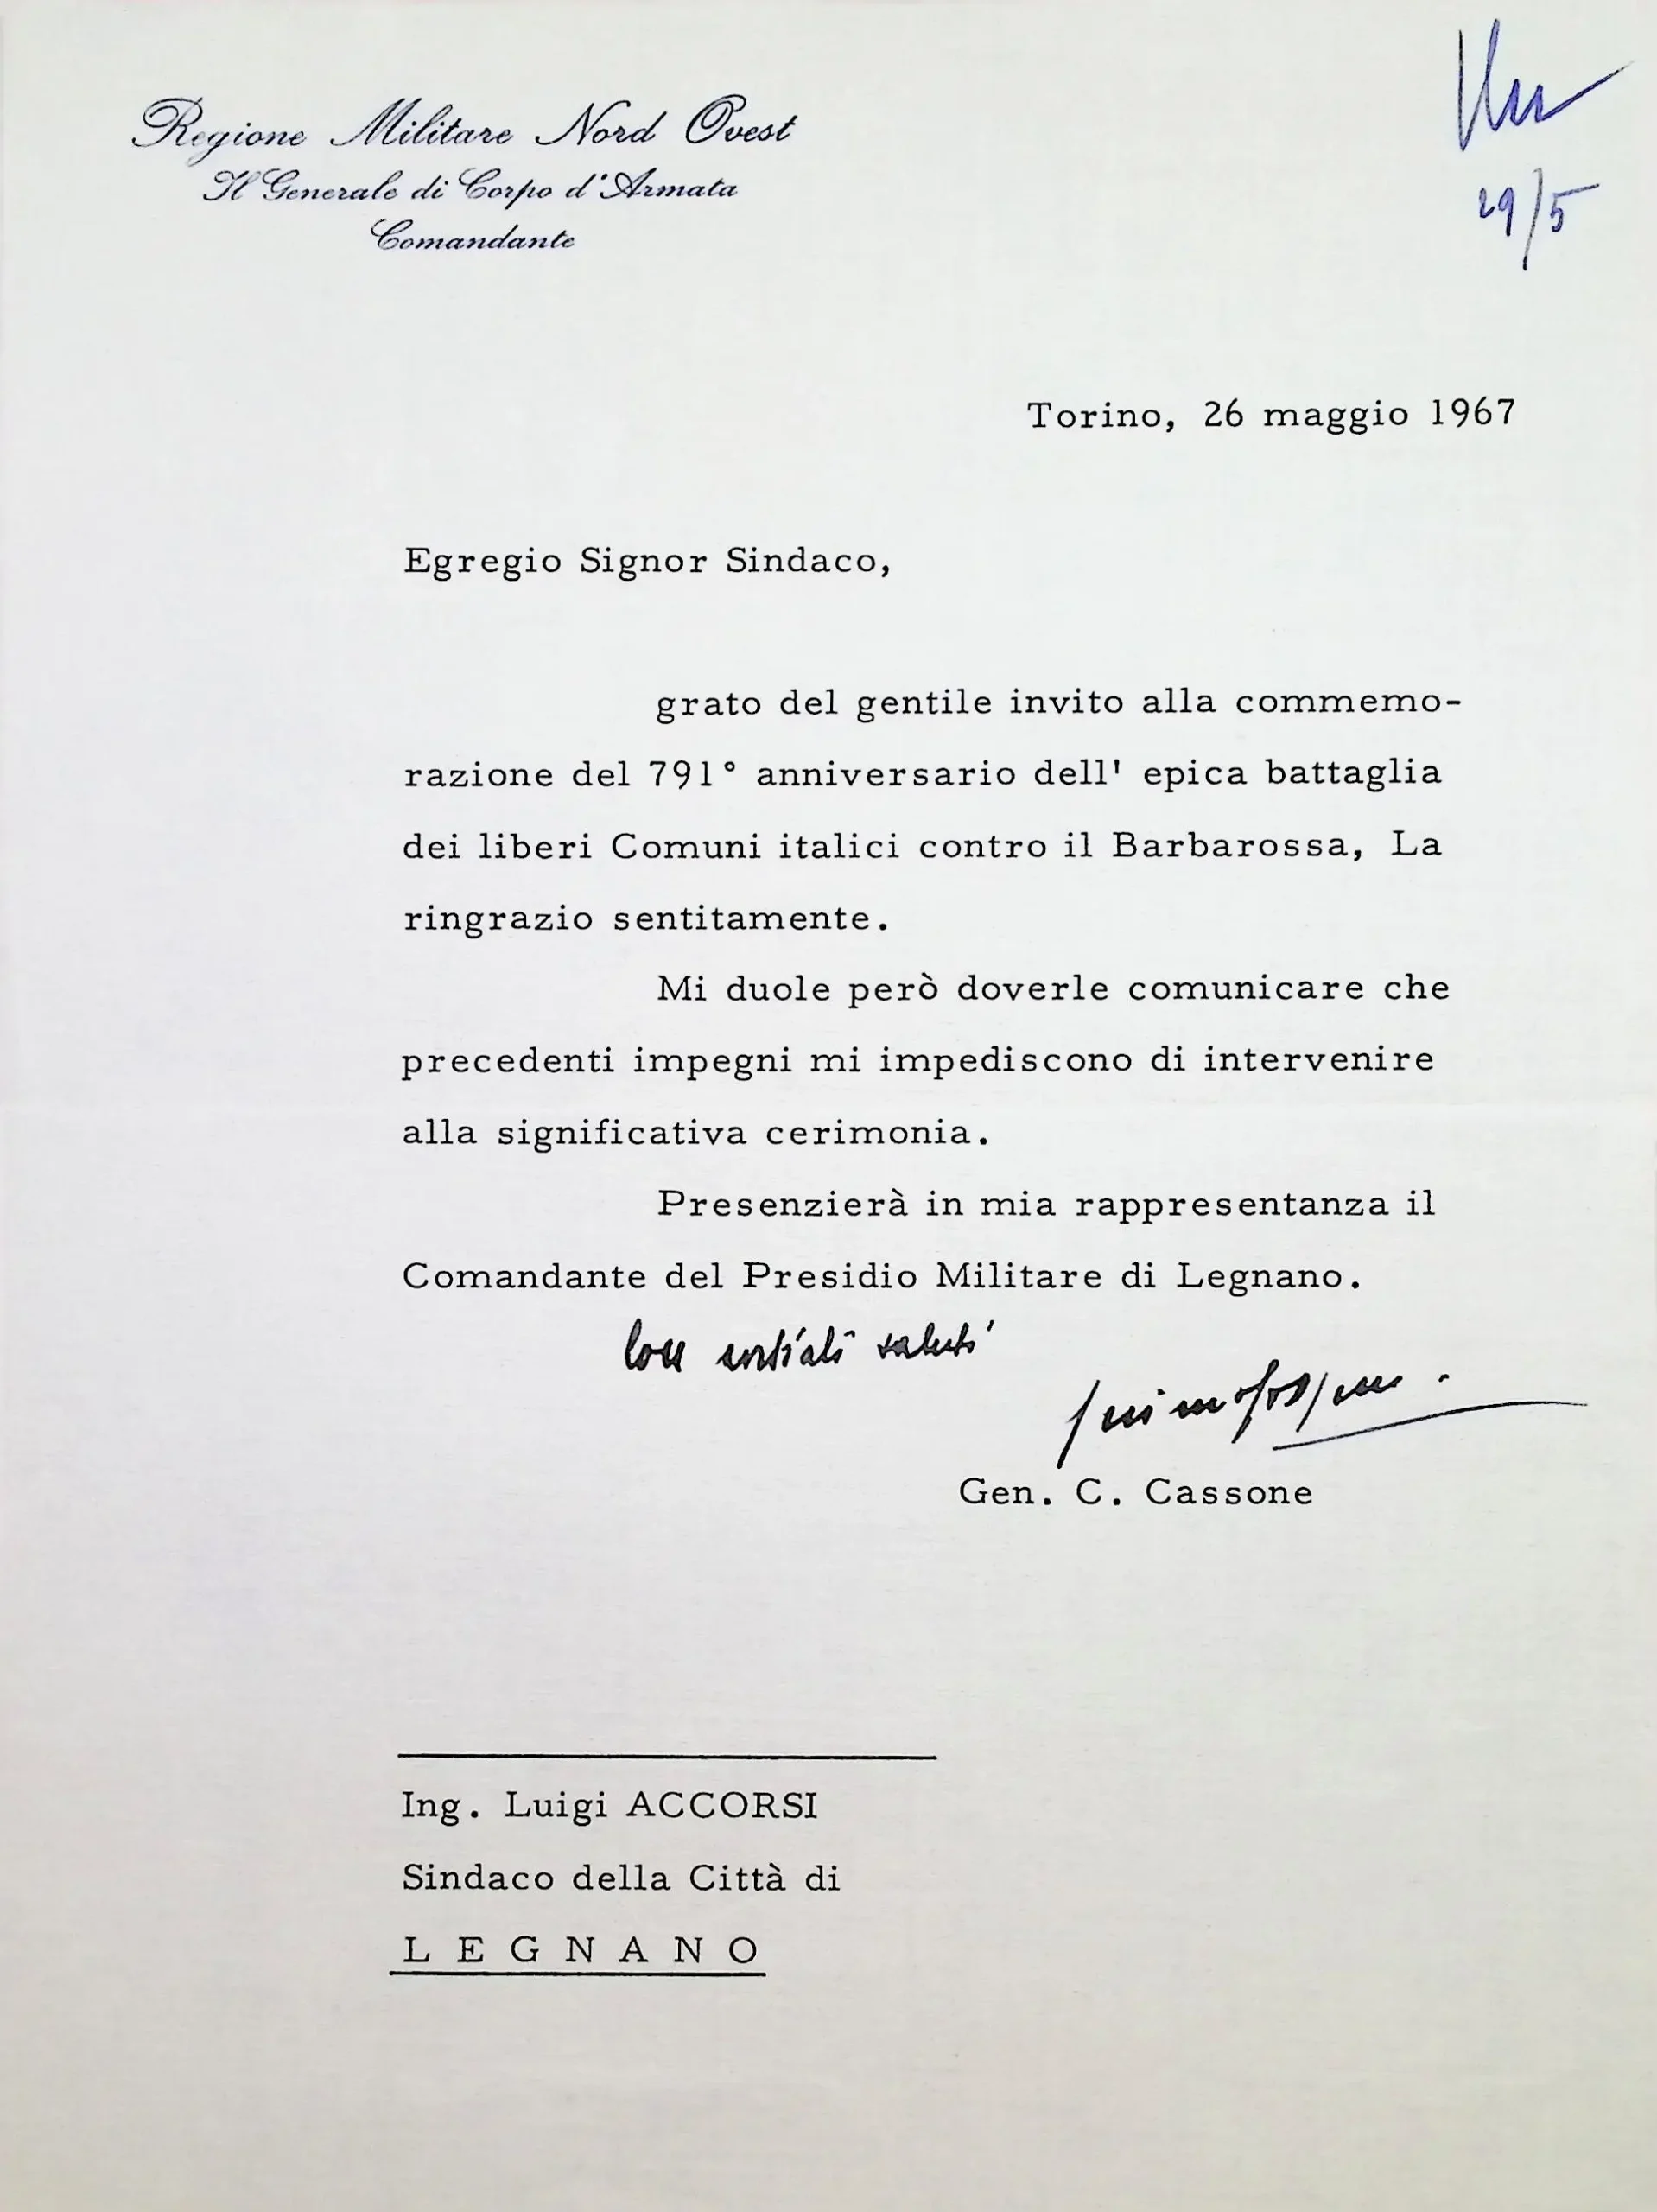 Regione Militare Nord Ovest
Il Generale di Corpo d'Armata
Comandante
29/5
Torino, 26 maggio 1967
Egregio Signor Sindaco,
grato del gentile invito alla commemo-
razione del 791° anniversario dell' epica battaglia
dei liberi Comuni italici contro il Barbarossa, La
ringrazio sentitamente.
Mi duole però doverle comunicare che
precedenti impegni mi impediscono di intervenire
alla significativa cerimonia.
Presenzierà in mia rappresentanza il
Comandante del Presidio Militare di Legnano.
Con cordiali saluti
Gen. C. Cassone
Ing. Luigi ACCORSI
Sindaco della Città di
L E G N A N O